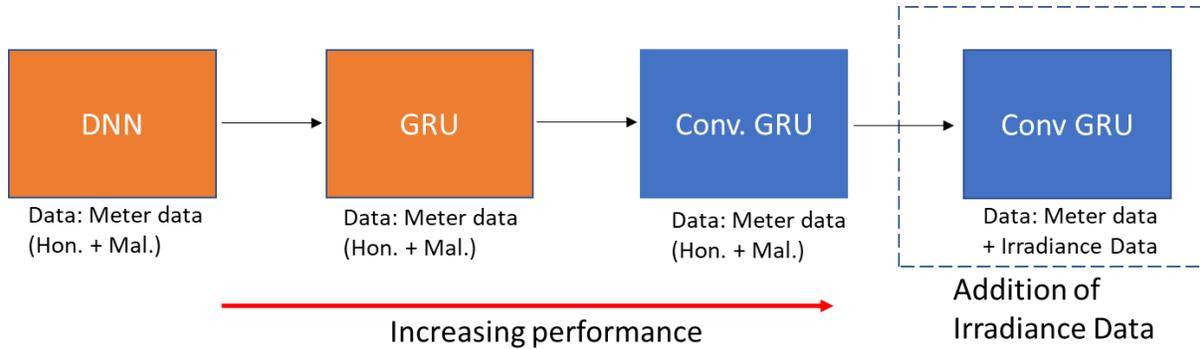 DNN
GRU
Conv. GRU
Conv GRU
Data: Meter data
(Hon. + Mal.)
Data: Meter data
(Hon. + Mal.)
Data: Meter data
(Hon. + Mal.)
Data: Meter data
+ Irradiance Data
Increasing performance
Addition of
Irradiance Data